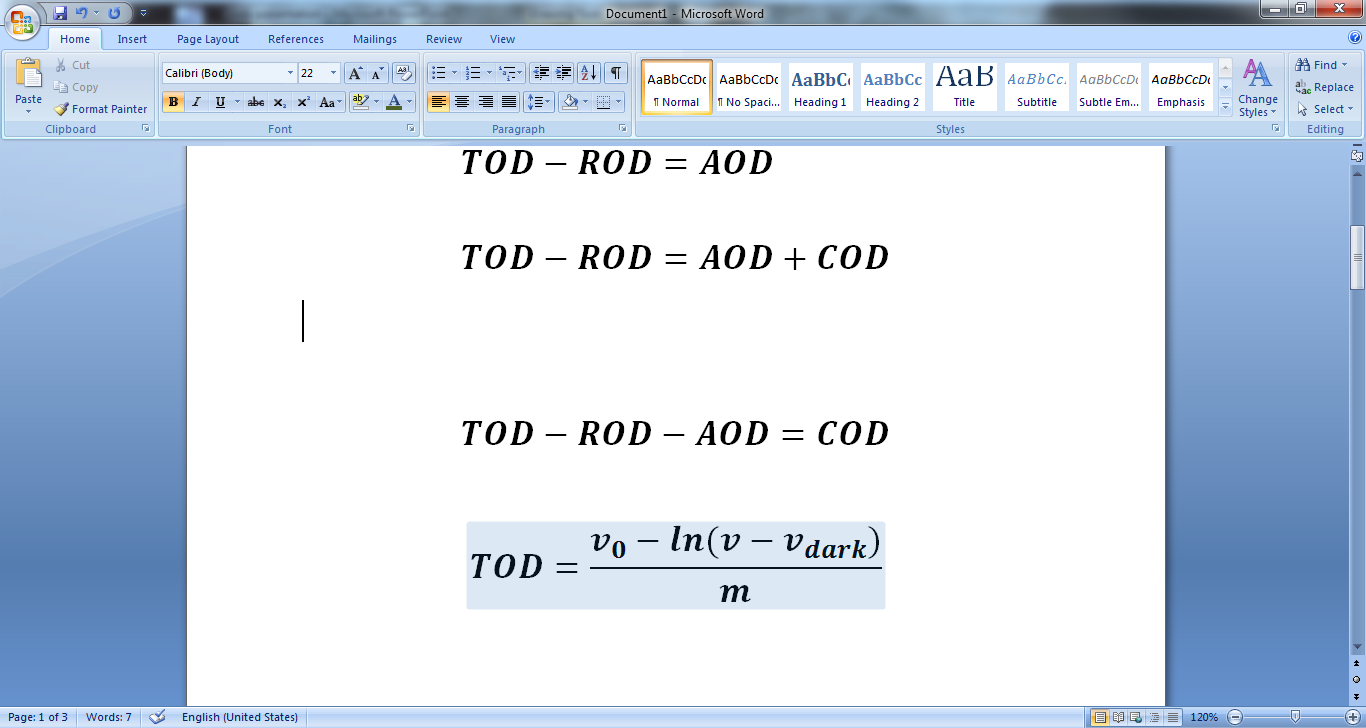 Document1 - Microsoft Word
Home Insert Page Layout References Mailings Review View
Paste
Cut
Copy
Format Painter
Clipboard
Calibri (Body) 22
Font
Paragraph
AaBbCcDc AaBbCcDc AaBbC AaBbCc AaB AaBbCc. AaBbCcDc AaBbCcDc
¶ Normal ¶ No Spaci... Heading 1 Heading 2 Title Subtitle Subtle Em... Emphasis
Change
Styles
Styles
Find
Replace
Select
Editing
TOD − ROD = AOD
TOD − ROD = AOD + COD
TOD − ROD − AOD = COD
v₀ − ln(v − v_dark)
TOD =
m
Page: 1 of 3 Words: 7 English (United States) 120%